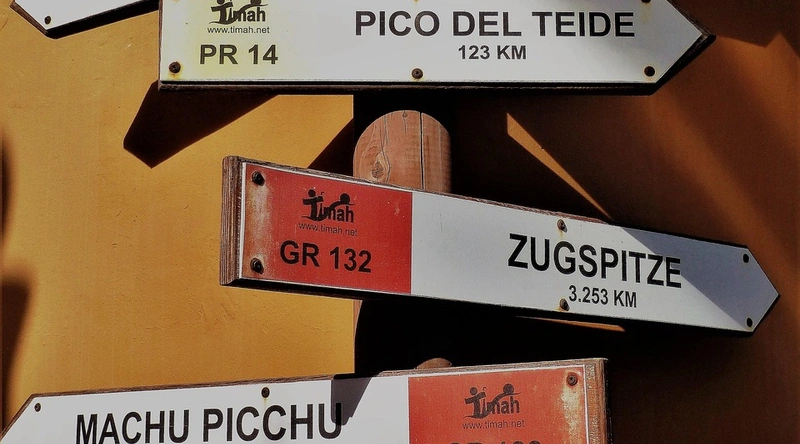 Timah
www.timah.net
PR 14
PICO DEL TEIDE
123 KM
Timah
www.timah.net
GR 132
ZUGSPITZE
3.253 KM
MACHU PICCHU
Timah
www.timah.net